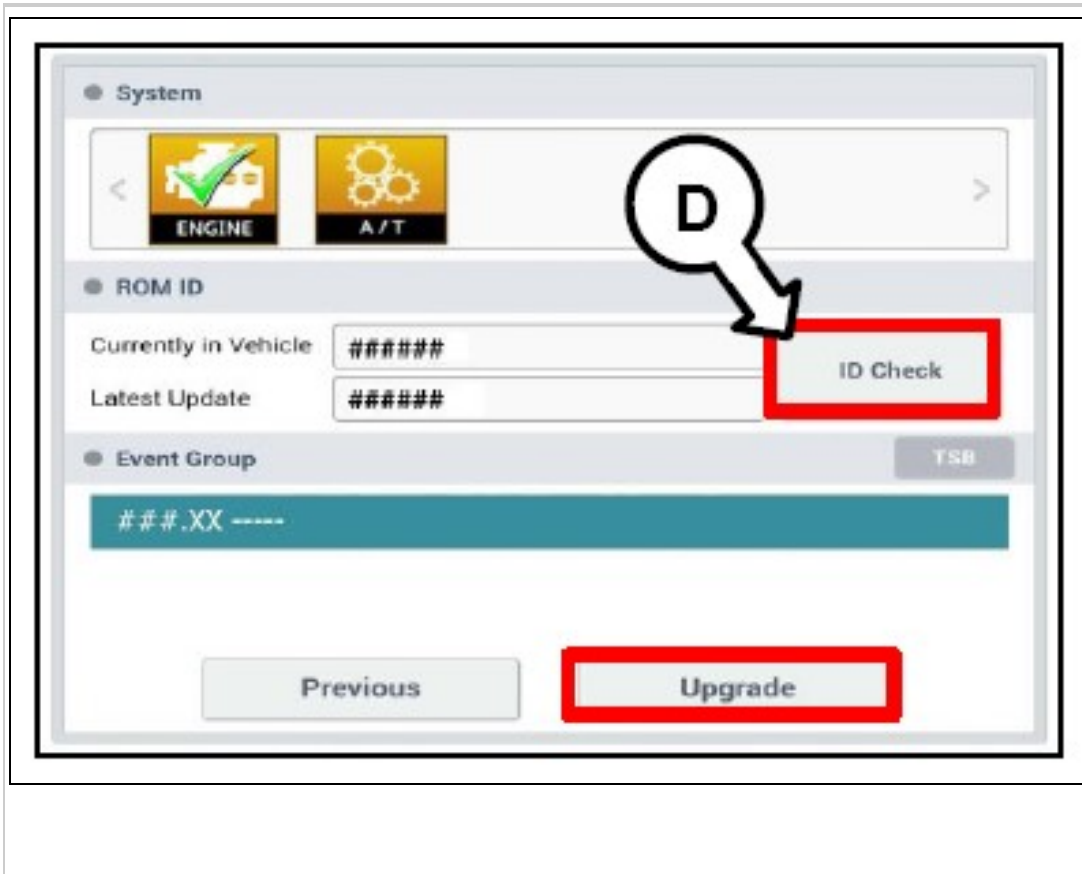 System
<
ENGINE
A/T
>
D
ROM ID
Currently in Vehicle ######
ID Check
Latest Update ######
Event Group
TSB
###.XX -----
Previous
Upgrade